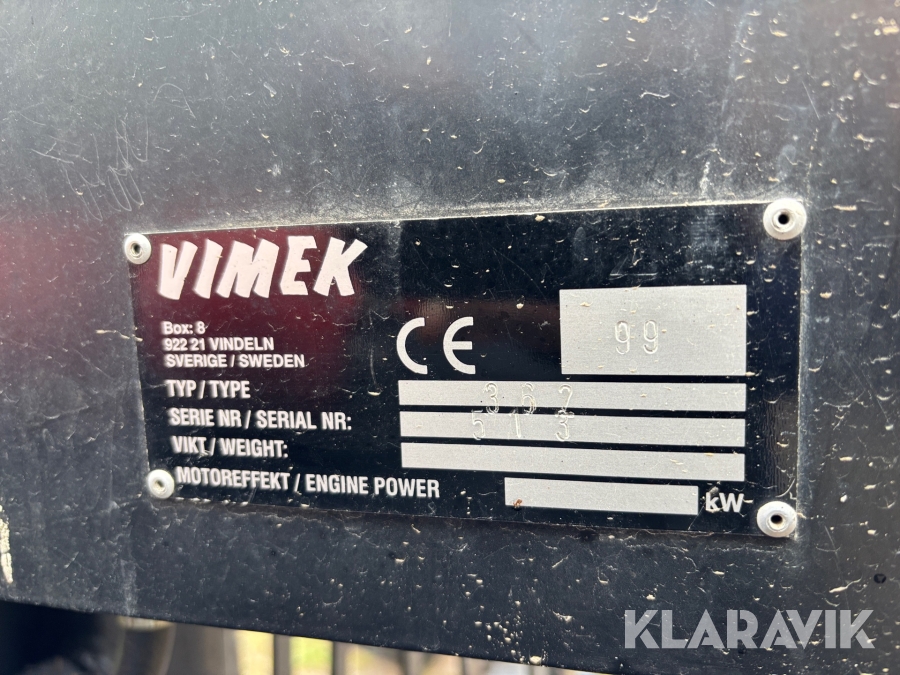 VIMEK
Box: 8
922 21 VINDELN
SVERIGE / SWEDEN
CE 99
TYP / TYPE 362
SERIE NR / SERIAL NR: 513
VIKT / WEIGHT:
MOTOREFFEKT / ENGINE POWER kW
KLARAVIK